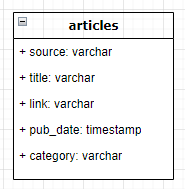 articles
+ source: varchar
+ title: varchar
+ link: varchar
+ pub_date: timestamp
+ category: varchar